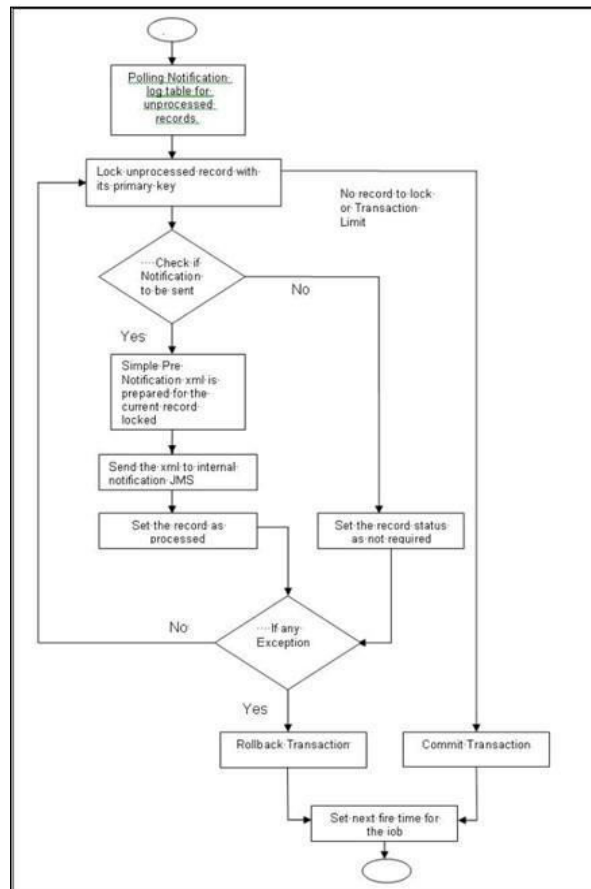 Polling Notification
log table for
unprocessed
records.
Lock unprocessed record with
its primary key
No record to lock
or Transaction
Limit
Check if
Notification
to be sent
No
Yes
Simple Pre
Notification xml is
prepared for the
current record
locked
Send the xml to internal
notification JMS
Set the record as
processed
Set the record status
as not required
No
If any
Exception
Yes
Rollback Transaction
Commit Transaction
Set next fire time for
the job